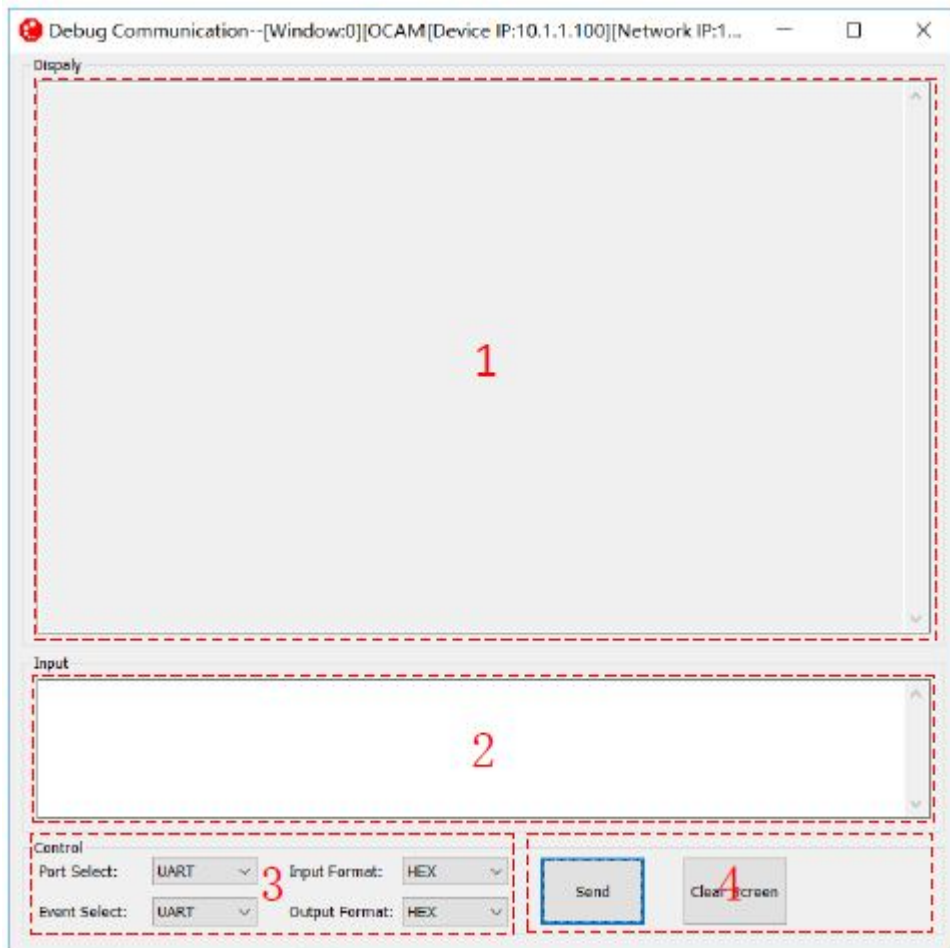 Debug Communication--[Window:0][OCAM[Device IP:10.1.1.100][Network IP:1...
Dispaly
1
Input
2
Control
Port Select: UART Input Format: HEX
3
Event Select: UART Output Format: HEX
Send Clear Screen
4